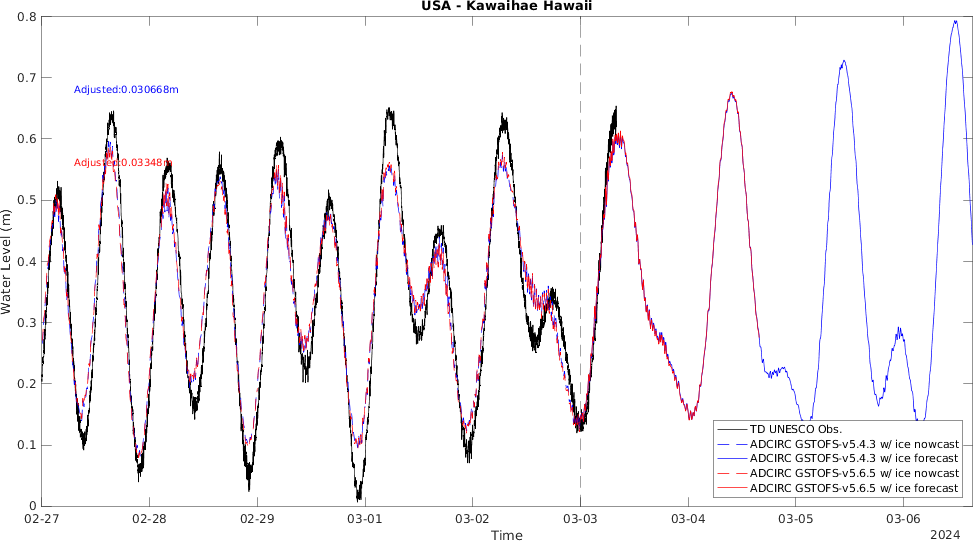 USA - Kawaihae Hawaii
0.8
0.7
0.6
0.5
0.4
0.3
0.2
0.1
0
Water Level (m)
Adjusted:0.030668m
Adjusted:0.03348m
TD UNESCO Obs.
ADCIRC GSTOFS-v5.4.3 w/ ice nowcast
ADCIRC GSTOFS-v5.4.3 w/ ice forecast
ADCIRC GSTOFS-v5.6.5 w/ ice nowcast
ADCIRC GSTOFS-v5.6.5 w/ ice forecast
02-27 02-28 02-29 03-01 03-02 03-03 03-04 03-05 03-06
Time
2024